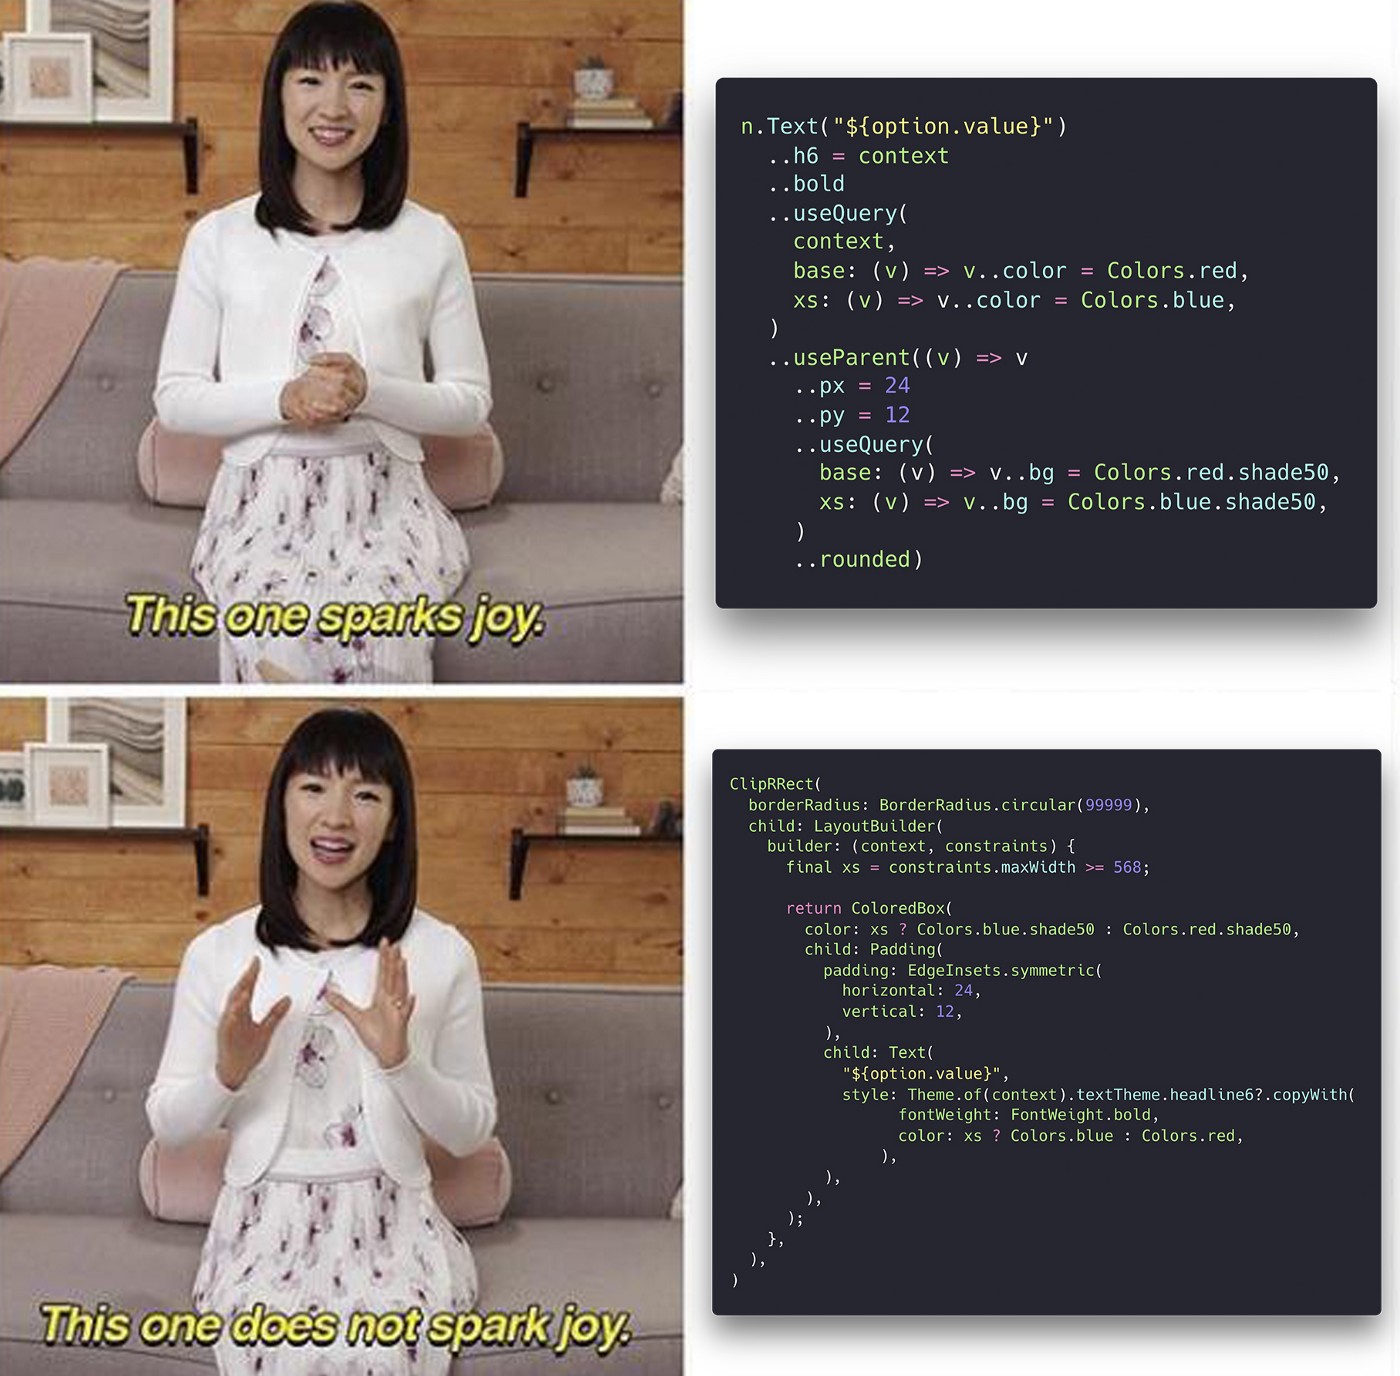 n.Text("${option.value}")
  ..h6 = context
  ..bold
  ..useQuery(
    context,
    base: (v) => v..color = Colors.red,
    xs: (v) => v..color = Colors.blue,
  )
  ..useParent((v) => v
    ..px = 24
    ..py = 12
    ..useQuery(
      base: (v) => v..bg = Colors.red.shade50,
      xs: (v) => v..bg = Colors.blue.shade50,
    )
    ..rounded)
This one sparks joy.
ClipRRect(
  borderRadius: BorderRadius.circular(99999),
  child: LayoutBuilder(
    builder: (context, constraints) {
      final xs = constraints.maxWidth >= 568;
      return ColoredBox(
        color: xs ? Colors.blue.shade50 : Colors.red.shade50,
        child: Padding(
          padding: EdgeInsets.symmetric(
            horizontal: 24,
            vertical: 12,
          ),
          child: Text(
            "${option.value}",
            style: Theme.of(context).textTheme.headline6?.copyWith(
                  fontWeight: FontWeight.bold,
                  color: xs ? Colors.blue : Colors.red,
                ),
          ),
        ),
      );
    },
  ),
)
This one does not spark joy.